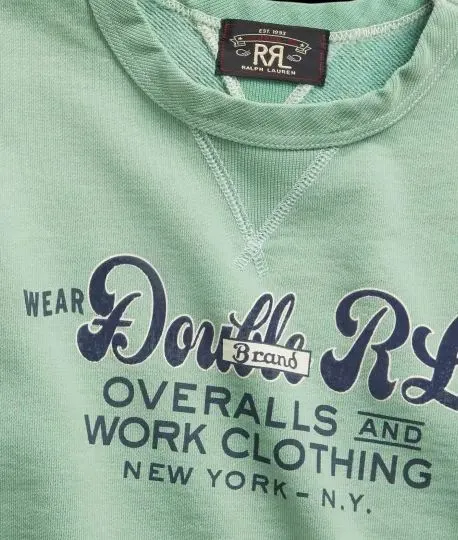 EST. 1993
RRL
RALPH LAUREN
WEAR Double RL
Brand
OVERALLS AND
WORK CLOTHING
NEW YORK – N.Y.